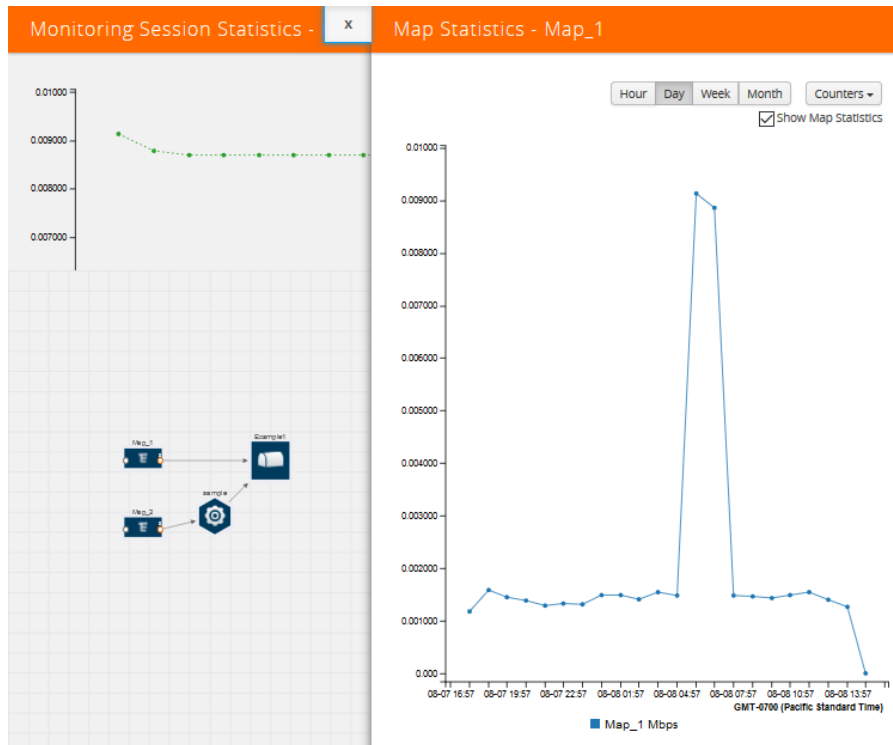 Monitoring Session Statistics -
x
0.01000
0.009000
0.008000
0.007000
Map_1
Example1
sample
Map_2
Map Statistics - Map_1
Hour Day Week Month Counters
Show Map Statistics
0.01000
0.009000
0.008000
0.007000
0.006000
0.005000
0.004000
0.003000
0.002000
0.001000
0.000
08-07 16:57 08-07 19:57 08-07 22:57 08-08 01:57 08-08 04:57 08-08 07:57 08-08 10:57 08-08 13:57
GMT-0700 (Pacific Standard Time)
Map_1 Mbps